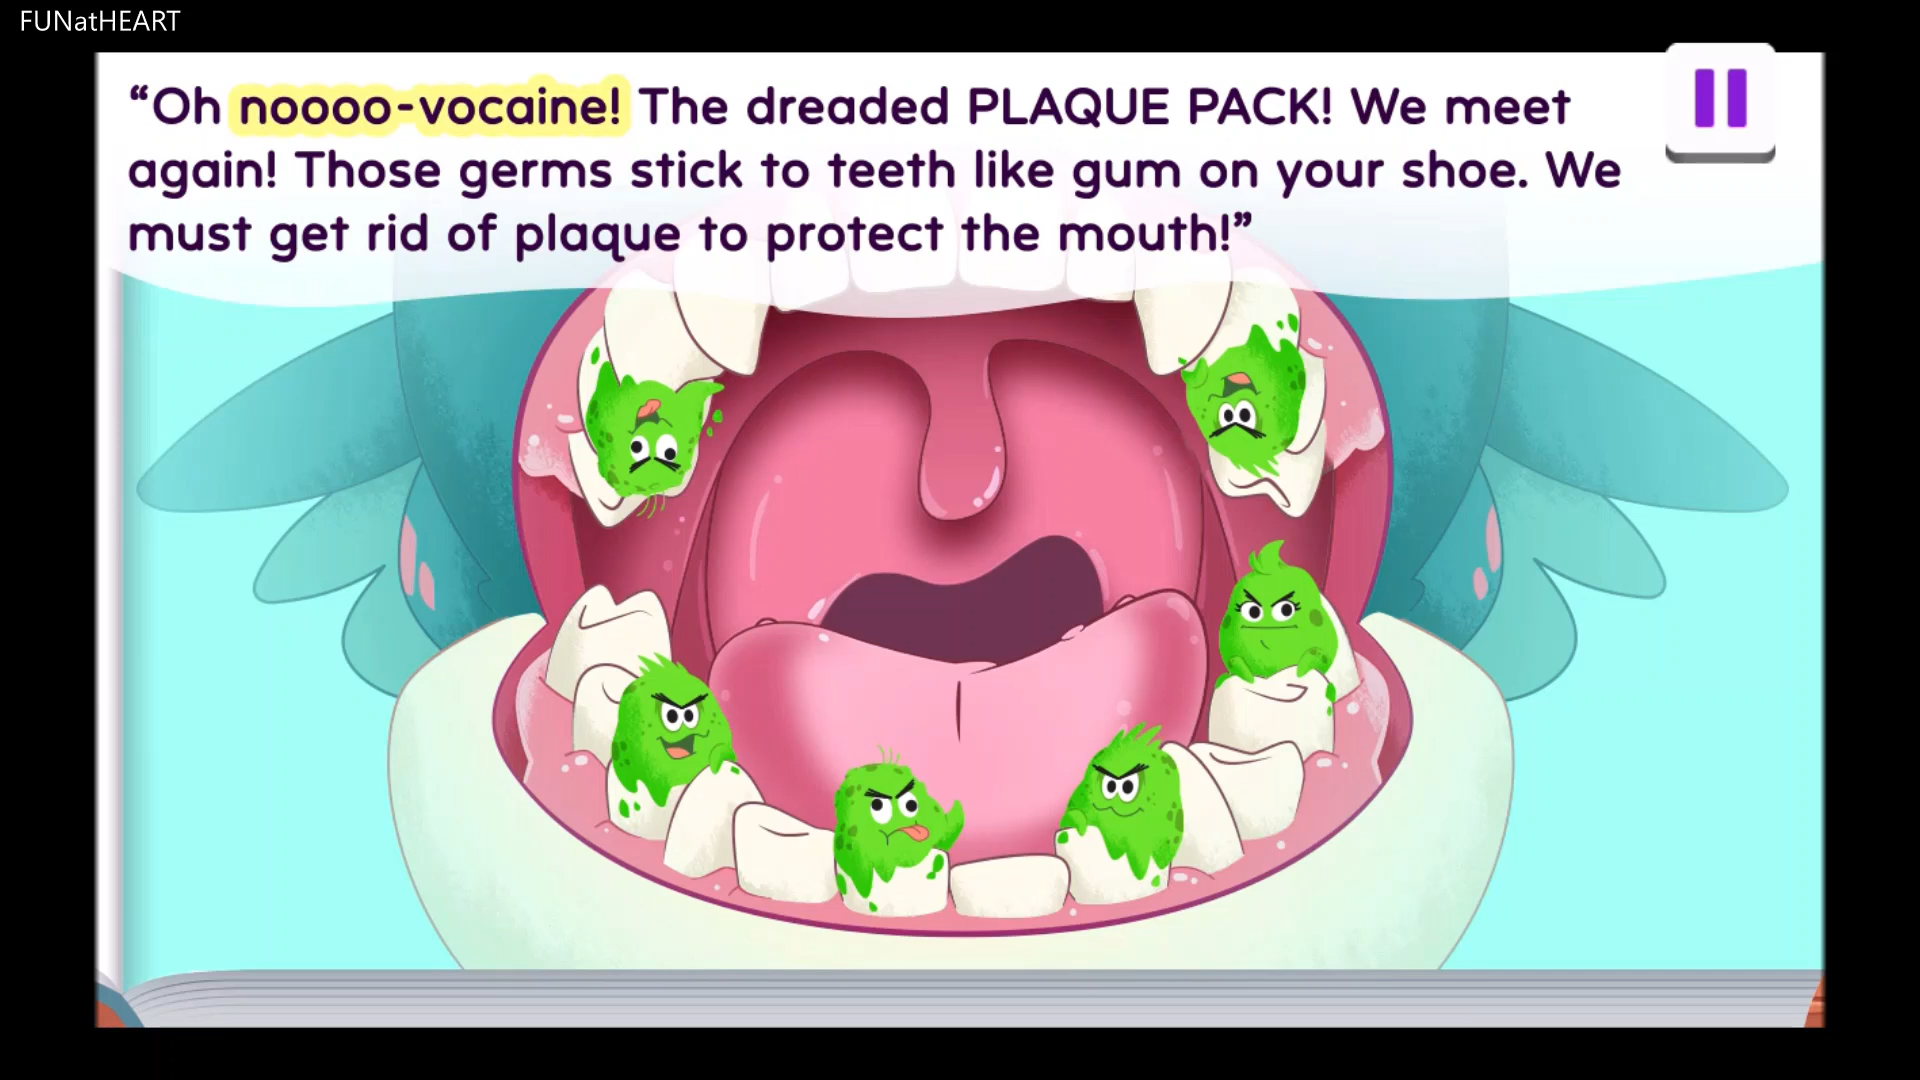 FUNatHEART
“Oh noooo-vocaine! The dreaded PLAQUE PACK! We meet
again! Those germs stick to teeth like gum on your shoe. We
must get rid of plaque to protect the mouth!”